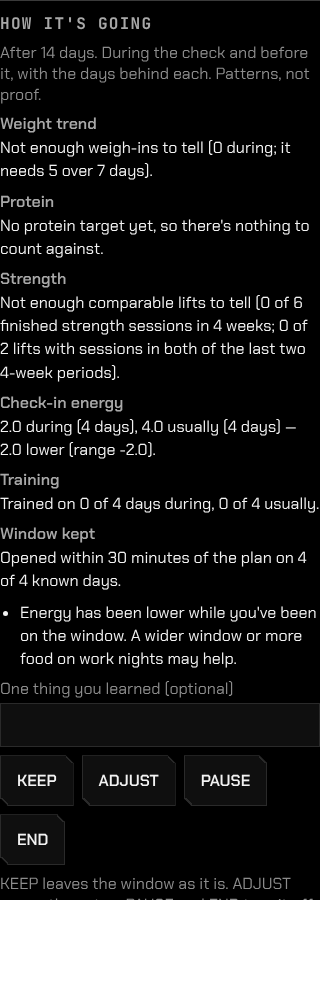 HOW IT'S GOING
After 14 days. During the check and before
it, with the days behind each. Patterns, not
proof.
Weight trend
Not enough weigh-ins to tell (0 during; it
needs 5 over 7 days).
Protein
No protein target yet, so there's nothing to
count against.
Strength
Not enough comparable lifts to tell (0 of 6
finished strength sessions in 4 weeks; 0 of
2 lifts with sessions in both of the last two
4-week periods).
Check-in energy
2.0 during (4 days), 4.0 usually (4 days) —
2.0 lower (range -2.0).
Training
Trained on 0 of 4 days during, 0 of 4 usually.
Window kept
Opened within 30 minutes of the plan on 4
of 4 known days.
• Energy has been lower while you've been
on the window. A wider window or more
food on work nights may help.
One thing you learned (optional)
KEEP ADJUST PAUSE
END
KEEP leaves the window as it is. ADJUST